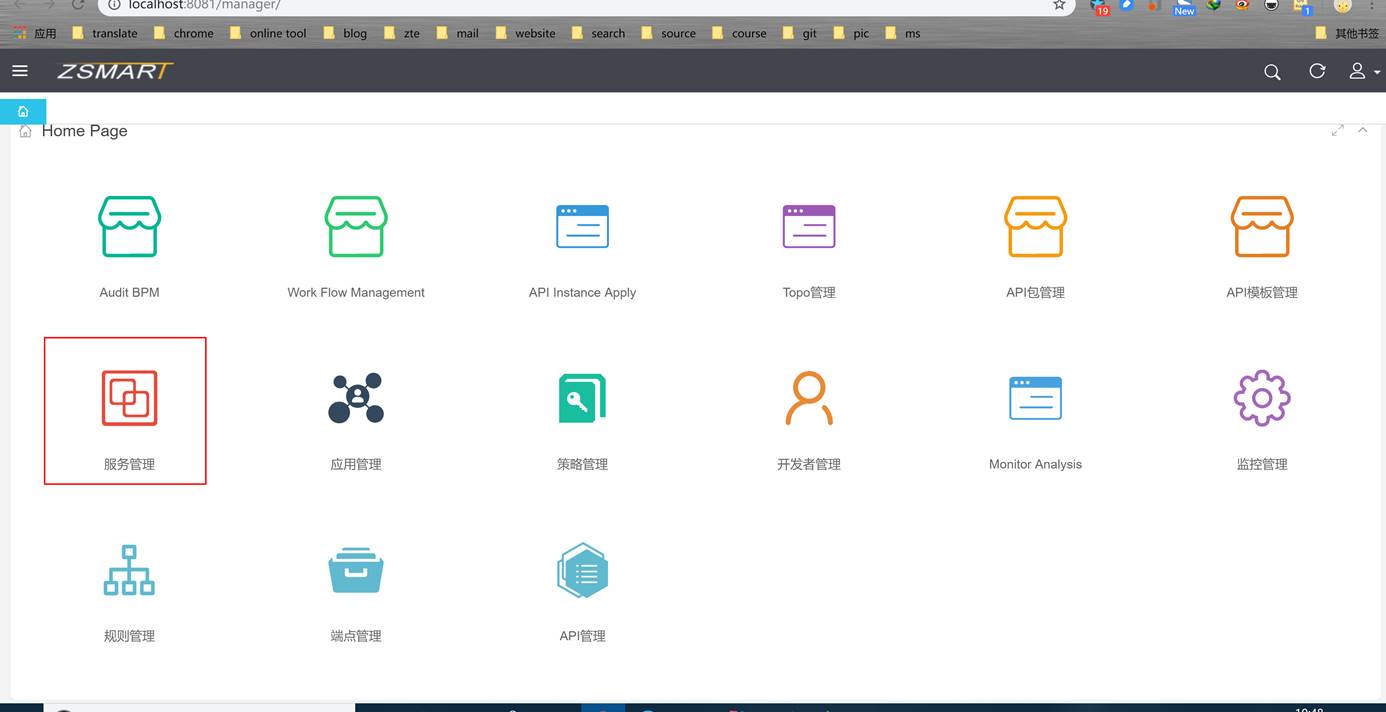 localhost:8081/manager/
19
New
1
应用 translate chrome online tool blog zte mail website search source course git pic ms 其他书签
ZSMART
Home Page
Audit BPM Work Flow Management API Instance Apply Topo管理 API包管理 API模板管理
服务管理 应用管理 策略管理 开发者管理 Monitor Analysis 监控管理
规则管理 端点管理 API管理